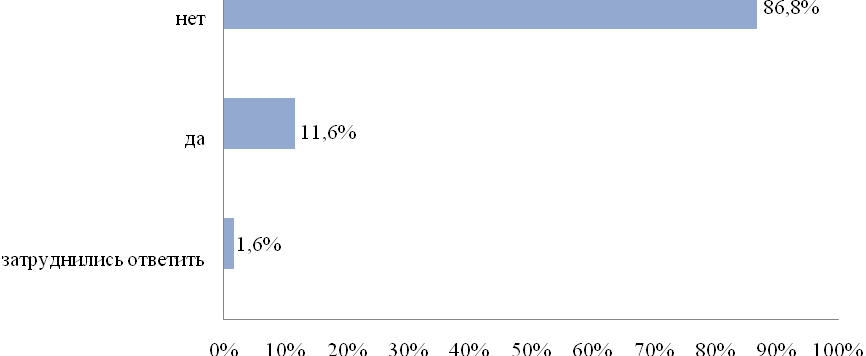 нет 86,8%
да 11,6%
затруднились ответить 1,6%
0% 10% 20% 30% 40% 50% 60% 70% 80% 90% 100%